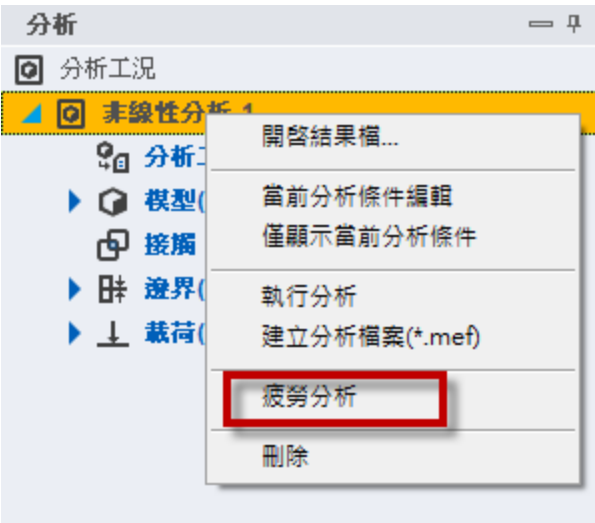 分析
分析工況
非線性分析 1
分析工
模型(
接觸
邊界(
載荷(
開啓結果檔...
當前分析條件編輯
僅顯示當前分析條件
執行分析
建立分析檔案(*.mef)
疲勞分析
刪除